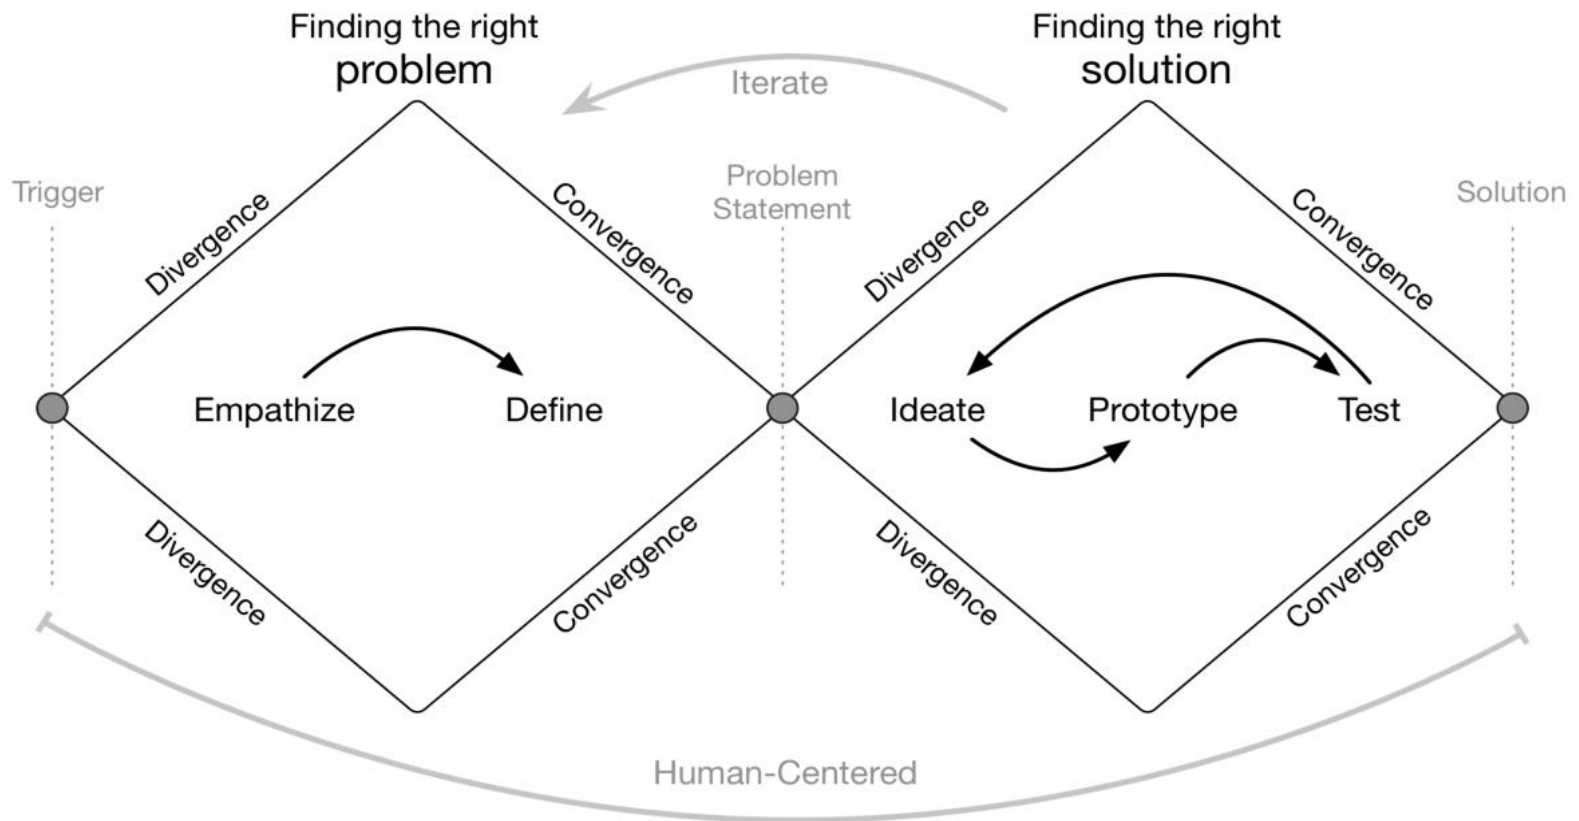 Finding the right
problem
Finding the right
solution
Iterate
Trigger
Problem
Statement
Solution
Divergence
Convergence
Divergence
Convergence
Empathize
Define
Ideate
Prototype
Test
Divergence
Convergence
Divergence
Convergence
Human-Centered